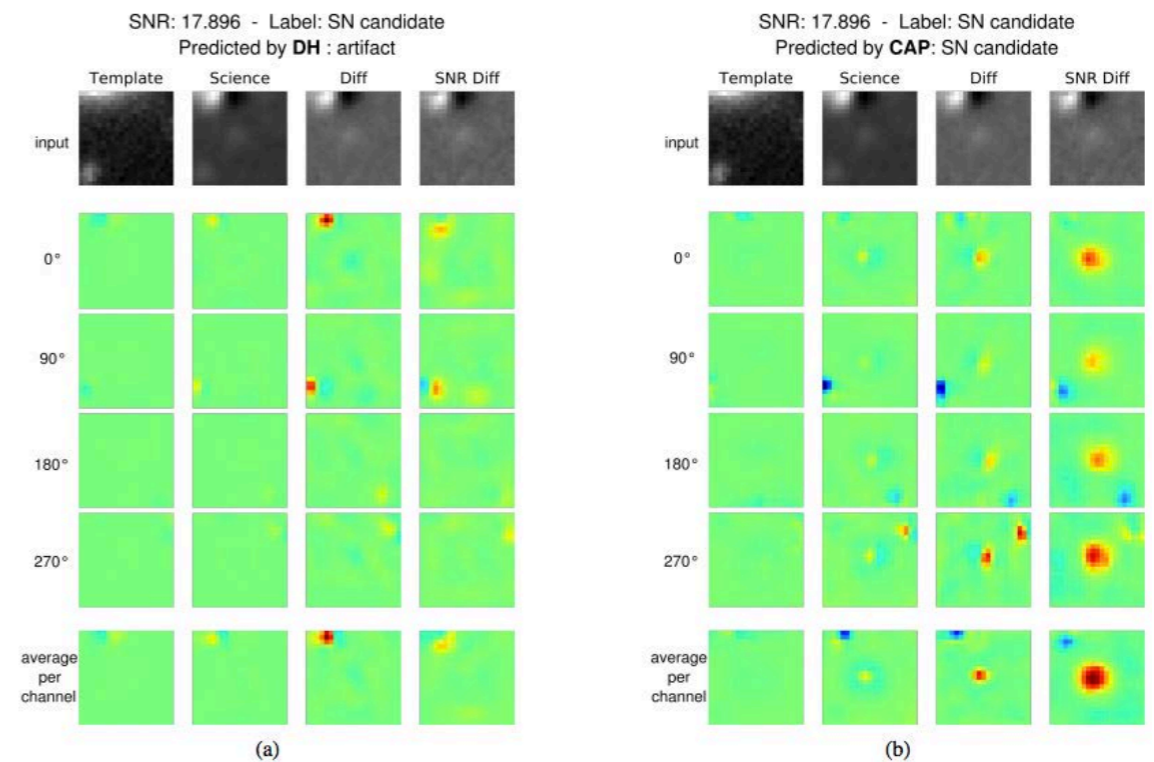 SNR: 17.896 - Label: SN candidate
Predicted by DH : artifact
Template Science Diff SNR Diff
input
0°
90°
180°
270°
average
per
channel
(a)
SNR: 17.896 - Label: SN candidate
Predicted by CAP: SN candidate
Template Science Diff SNR Diff
input
0°
90°
180°
270°
average
per
channel
(b)